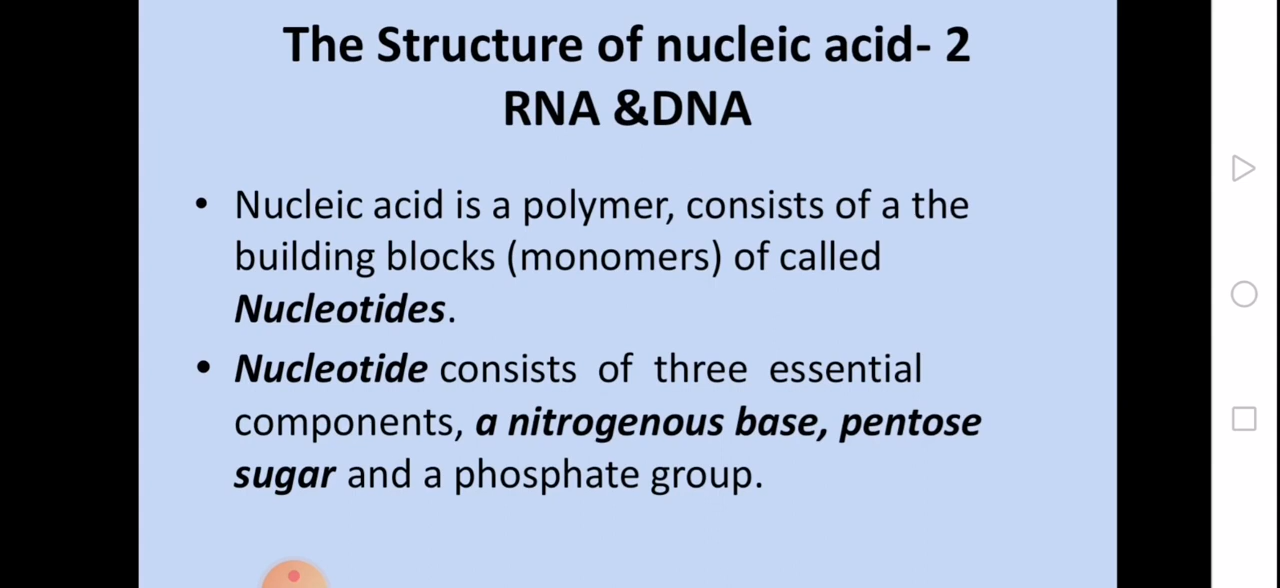 The Structure of nucleic acid- 2
RNA &DNA
• Nucleic acid is a polymer, consists of a the
building blocks (monomers) of called
Nucleotides.
• Nucleotide consists of three essential
components, a nitrogenous base, pentose
sugar and a phosphate group.